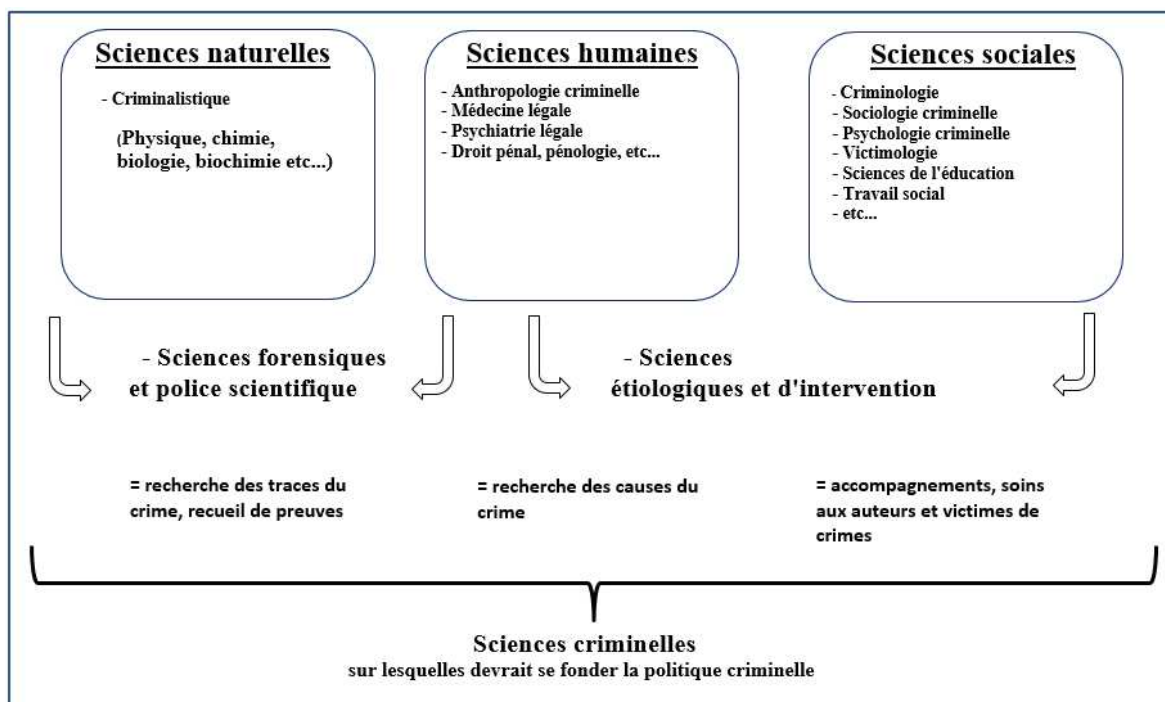 Sciences naturelles
- Criminalistique
(Physique, chimie,
biologie, biochimie etc...)
Sciences humaines
- Anthropologie criminelle
- Médecine légale
- Psychiatrie légale
- Droit pénal, pénologie, etc...
Sciences sociales
- Criminologie
- Sociologie criminelle
- Psychologie criminelle
- Victimologie
- Sciences de l'éducation
- Travail social
- etc...
- Sciences forensiques
et police scientifique
- Sciences
étiologiques et d'intervention
= recherche des traces du
crime, recueil de preuves
= recherche des causes du
crime
= accompagnements, soins
aux auteurs et victimes de
crimes
Sciences criminelles
sur lesquelles devrait se fonder la politique criminelle